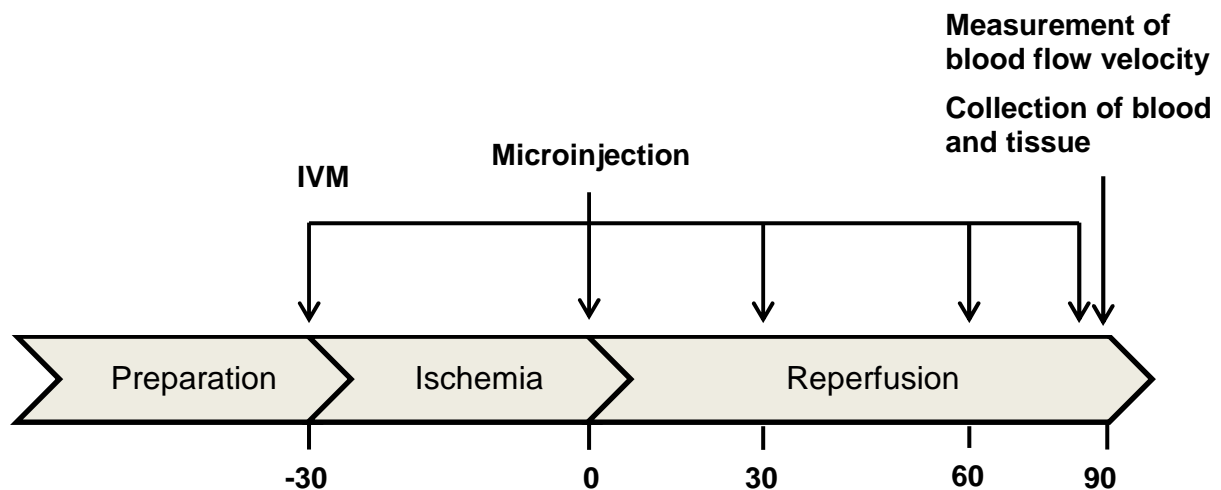 Measurement of
blood flow velocity
Collection of blood
and tissue
Microinjection
IVM
Preparation
Ischemia
Reperfusion
-30
0
30
60
90